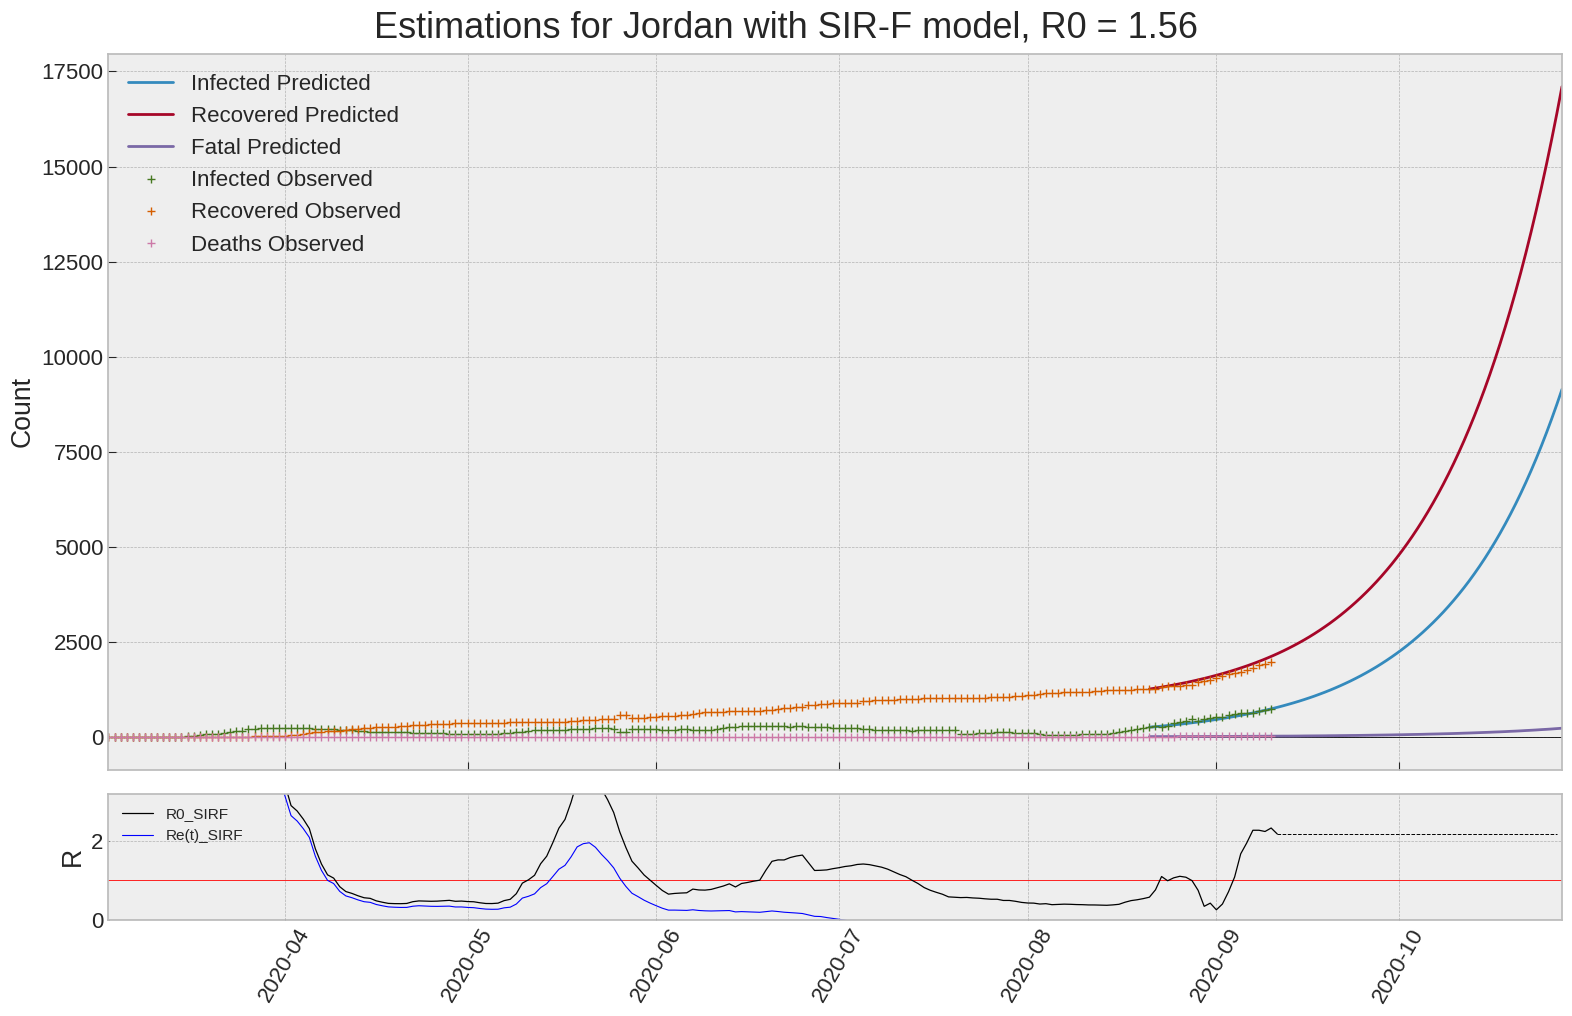 Estimations for Jordan with SIR-F model, R0 = 1.56
17500
15000
12500
10000
7500
5000
2500
0
Count
Infected Predicted
Recovered Predicted
Fatal Predicted
Infected Observed
Recovered Observed
Deaths Observed
R0_SIRF
Re(t)_SIRF
2
0
R
2020-04
2020-05
2020-06
2020-07
2020-08
2020-09
2020-10